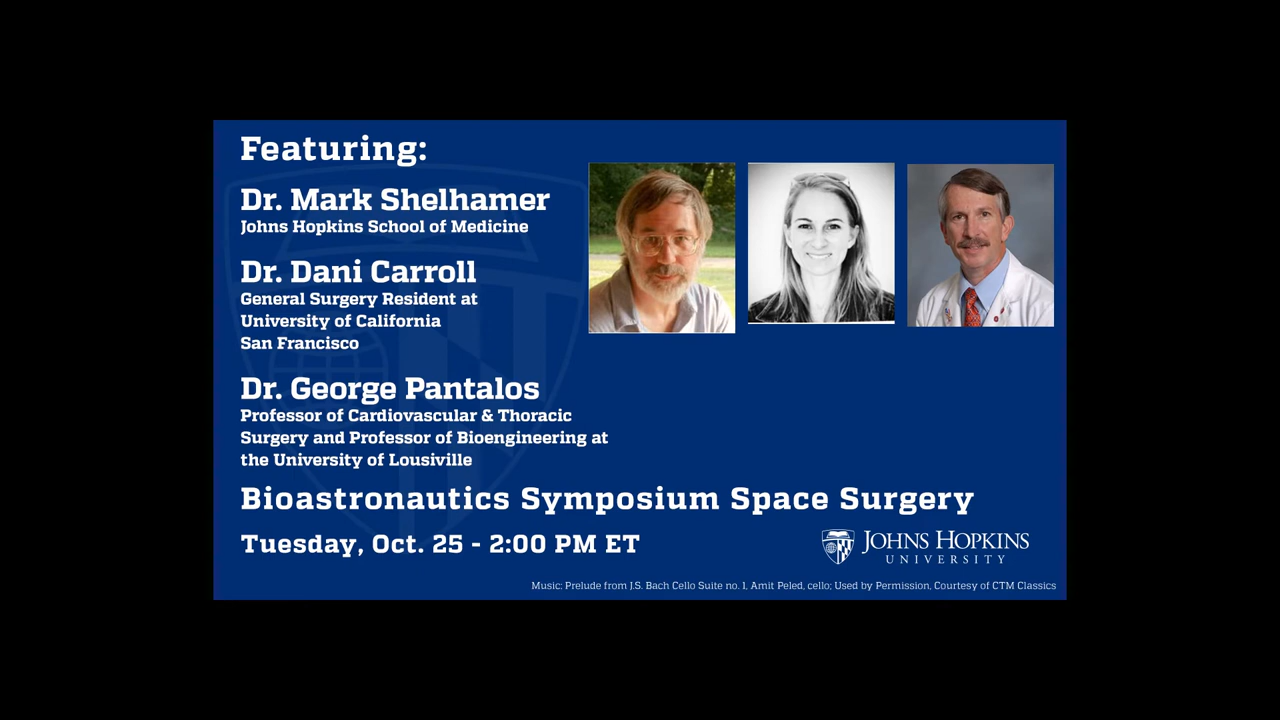 Featuring:
Dr. Mark Shelhamer
Johns Hopkins School of Medicine
Dr. Dani Carroll
General Surgery Resident at
University of California
San Francisco
Dr. George Pantalos
Professor of Cardiovascular & Thoracic
Surgery and Professor of Bioengineering at
the University of Lousiville
Bioastronautics Symposium Space Surgery
Tuesday, Oct. 25 - 2:00 PM ET
JOHNS HOPKINS
UNIVERSITY
Music: Prelude from J.S. Bach Cello Suite no. 1, Amit Peled, cello; Used by Permission, Courtesy of CTM Classics